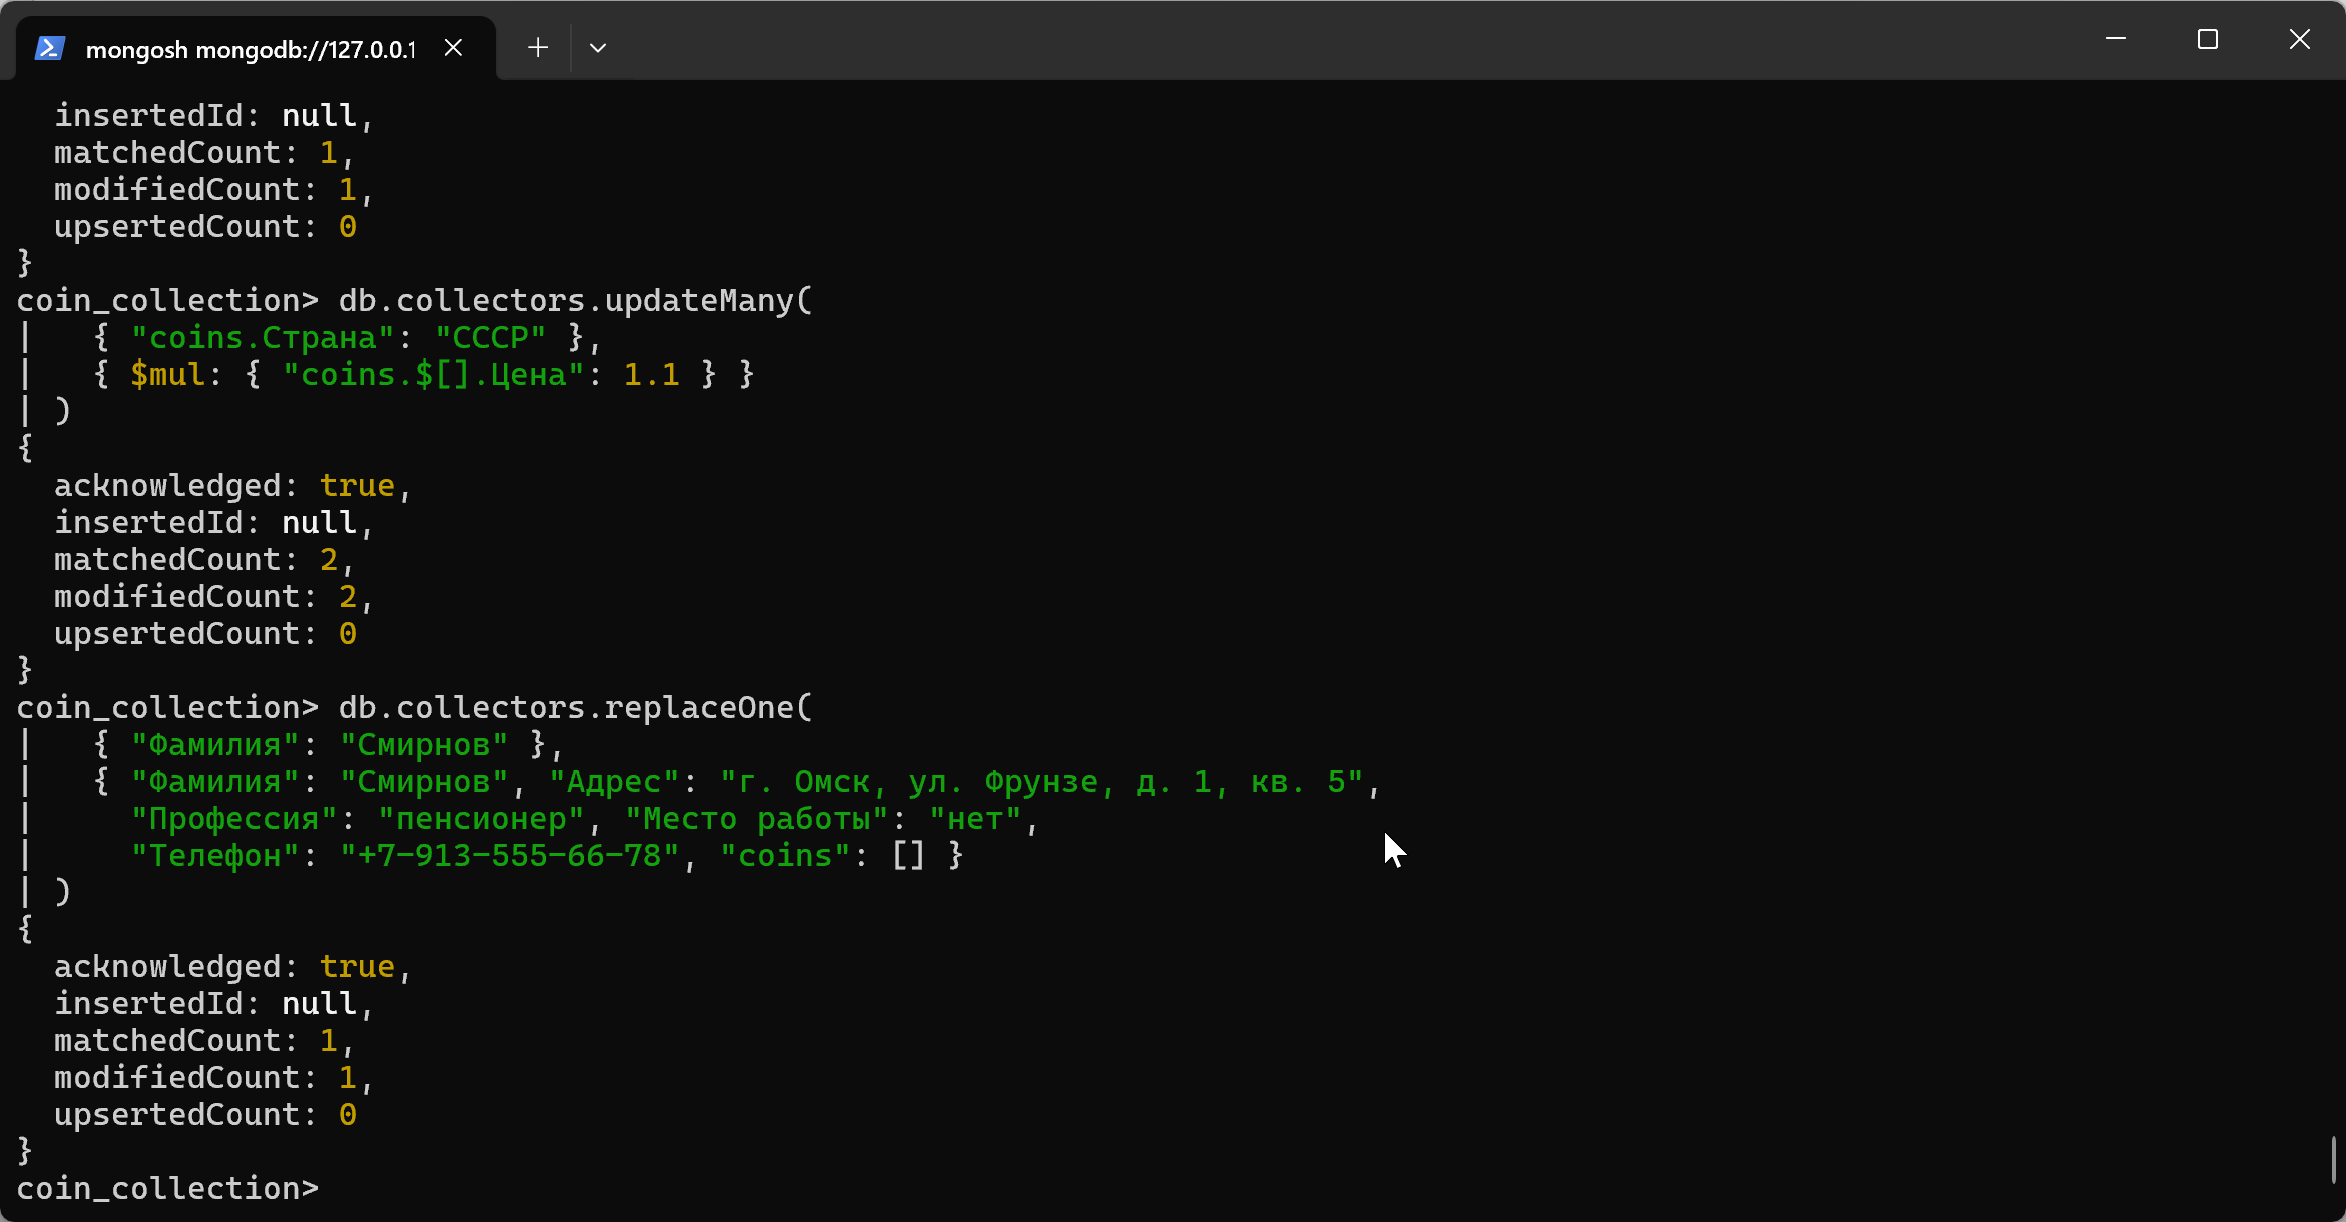 mongosh mongodb://127.0.0.1
  insertedId: null,
  matchedCount: 1,
  modifiedCount: 1,
  upsertedCount: 0
}
coin_collection> db.collectors.updateMany(
|   { "coins.Страна": "СССР" },
|   { $mul: { "coins.$[].Цена": 1.1 } }
| )
{
  acknowledged: true,
  insertedId: null,
  matchedCount: 2,
  modifiedCount: 2,
  upsertedCount: 0
}
coin_collection> db.collectors.replaceOne(
|   { "Фамилия": "Смирнов" },
|   { "Фамилия": "Смирнов", "Адрес": "г. Омск, ул. Фрунзе, д. 1, кв. 5",
|     "Профессия": "пенсионер", "Место работы": "нет",
|     "Телефон": "+7-913-555-66-78", "coins": [] }
| )
{
  acknowledged: true,
  insertedId: null,
  matchedCount: 1,
  modifiedCount: 1,
  upsertedCount: 0
}
coin_collection>